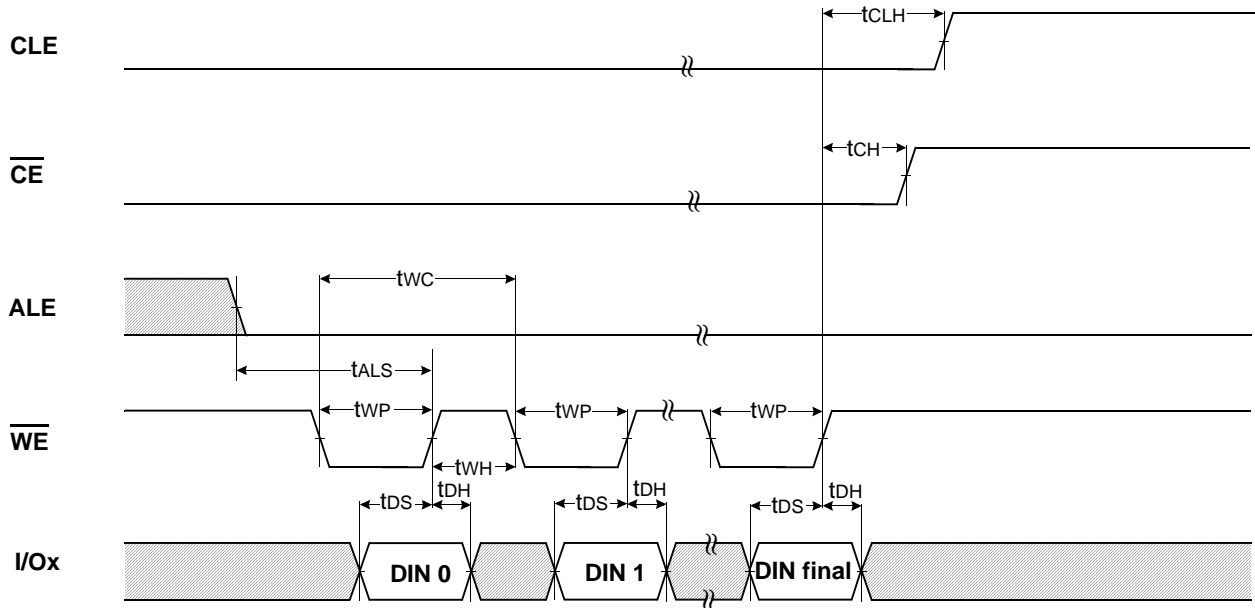 tCLH
CLE
tCH
CE
tWC
ALE
tALS
tWP tWP tWP
WE
tWH
tDS tDH tDS tDH tDS tDH
I/Ox DIN 0 DIN 1 DIN final